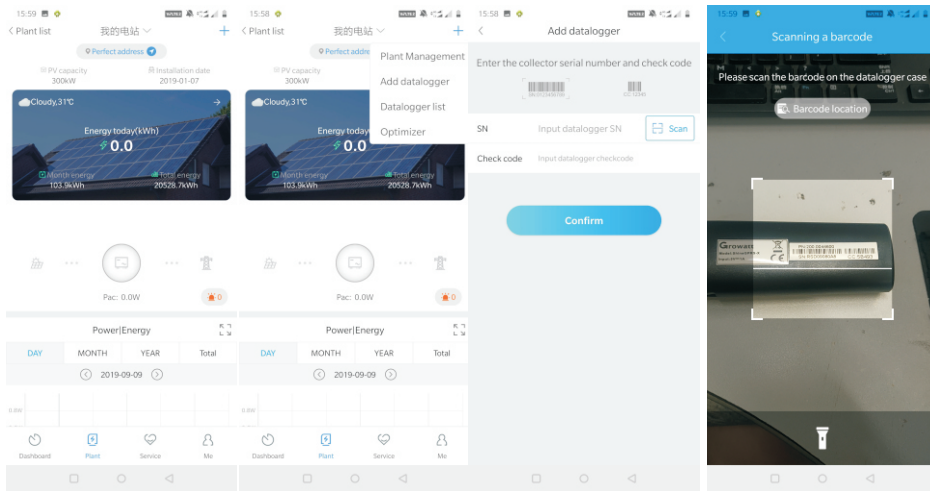 15:59
Plant list
我的电站
+
Perfect address
PV capacity
300kW
Installation date
2019-01-07
Cloudy,31℃
Energy today(kWh)
0.0
Month energy
103.9kWh
Total energy
20528.7kWh
Pac: 0.0W
0
Power|Energy
DAY
MONTH
YEAR
Total
2019-09-09
Dashboard
Plant
Service
Me
15:58
Plant list
我的电站
+
Perfect addre
Plant Management
Add datalogger
Datalogger list
Optimizer
PV capacity
300kW
Cloudy,31℃
Energy today(kWh)
0.0
Month energy
103.9kWh
Total energy
20528.7kWh
Pac: 0.0W
0
Power|Energy
DAY
MONTH
YEAR
Total
2019-09-09
Dashboard
Plant
Service
Me
15:58
Add datalogger
Enter the collector serial number and check code
CC:12345
SN
Input datalogger SN
Scan
Check code
Input datalogger checkcode
Confirm
15:59
Scanning a barcode
Please scan the barcode on the datalogger case
Barcode location
Growatt